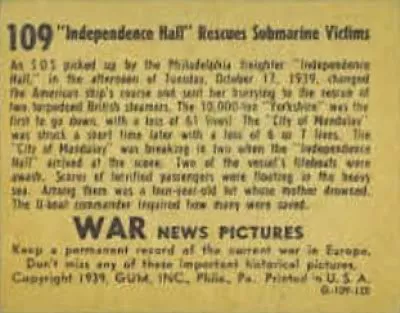 109 "Independence Hall" Rescues Submarine Victims
An SOS picked up by the Philadelphia freighter "Independence
Hall," in the afternoon of Tuesday, October 17, 1939, changed
the American ship's course and sent her hurrying to the rescue of
two torpedoed British steamers. The 10,000-ton "Yorkshire" was the
first to go down, with a loss of 61 lives! The "City of Mandalay"
was struck a short time later with a loss of 6 or 7 lives. The
"City of Mandalay" was breaking in two when the "Independence
Hall" arrived at the scene. Two of the vessel's lifeboats were
awash. Scores of terrified passengers were floating in the heavy
sea. Among them was a four-year-old tot whose mother drowned.
The U-boat commander inquired how many were saved.
WAR NEWS PICTURES
Keep a permanent record of the current war in Europe.
Don't miss any of these important historical pictures.
Copyright 1939, GUM, INC., Phila., Pa. Printed in U. S. A.